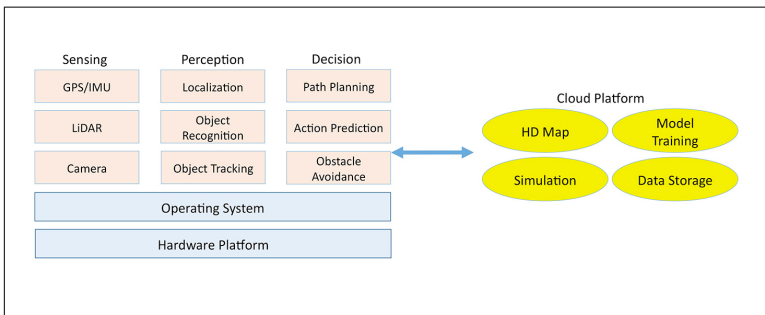 Sensing
Perception
Decision
GPS/IMU
Localization
Path Planning
LiDAR
Object
Recognition
Action Prediction
Camera
Object Tracking
Obstacle
Avoidance
Operating System
Hardware Platform
Cloud Platform
HD Map
Model
Training
Simulation
Data Storage